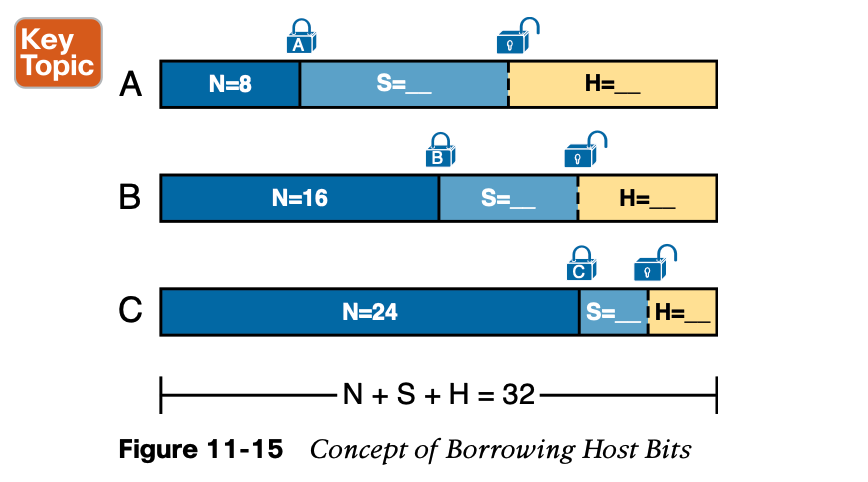 Key
Topic
A
A
N=8 S=__ H=__
B
B
N=16 S=__ H=__
C
C
N=24 S=__ H=__
N + S + H = 32
Figure 11-15 Concept of Borrowing Host Bits